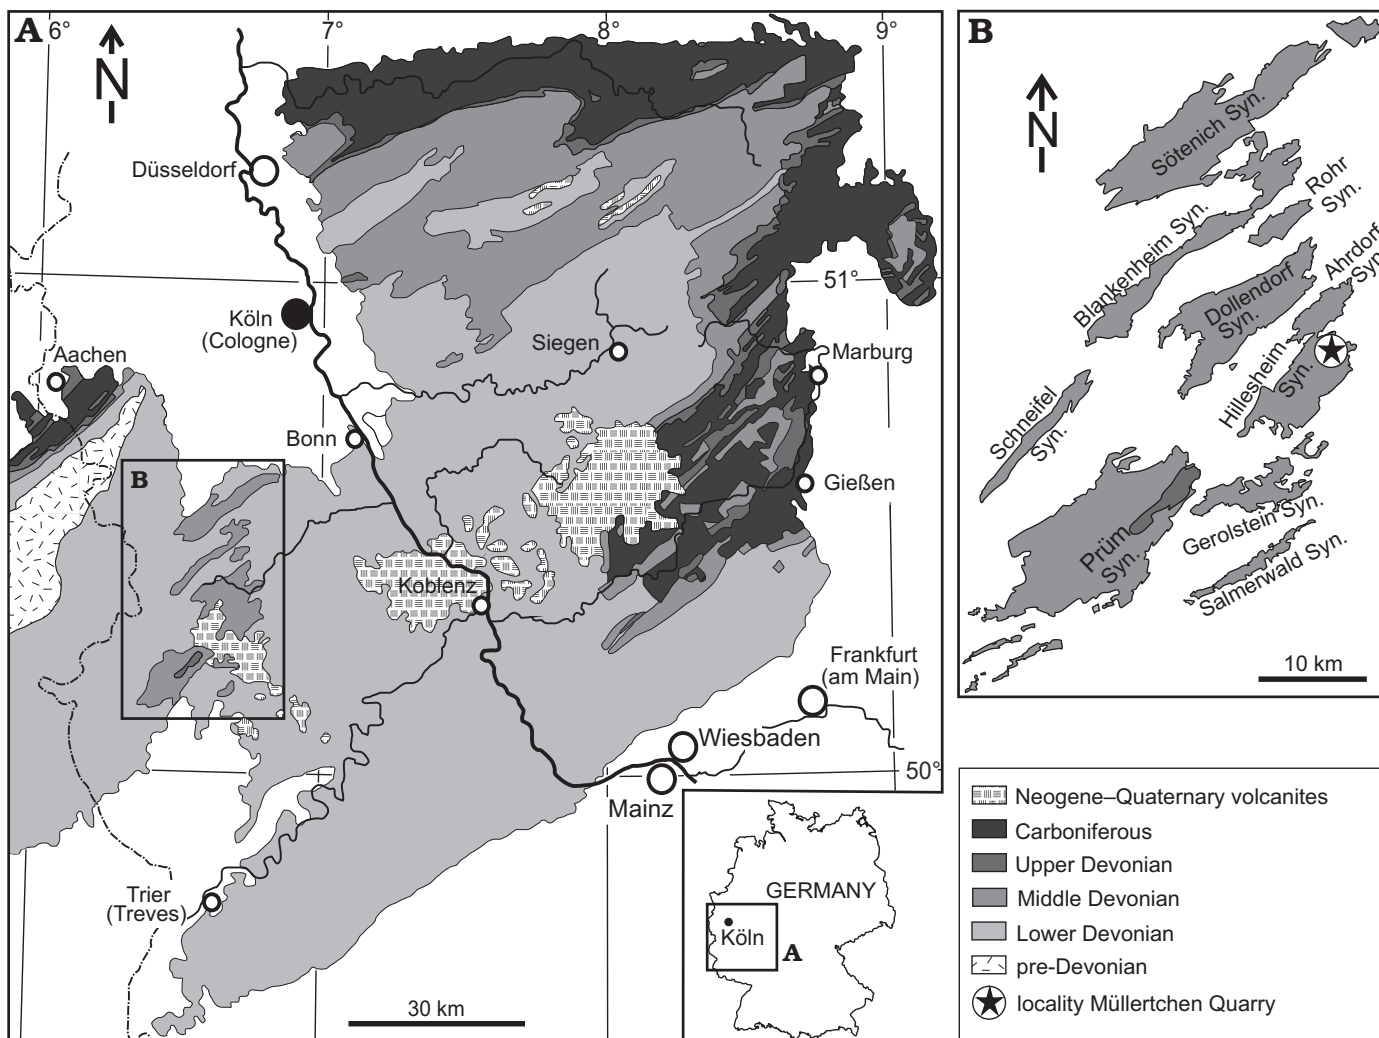 A
6°
7°
8°
9°
N
Düsseldorf
51°
Köln
(Cologne)
Siegen
Marburg
Aachen
Bonn
Gießen
B
Koblenz
Frankfurt
(am Main)
Wiesbaden
50°
Mainz
Trier
(Treves)
30 km
GERMANY
Köln
A
B
N
Sötenich Syn.
Rohr
Syn.
Blankenheim Syn.
Ahrdorf
Syn.
Dollendorf
Syn.
Hillesheim
Syn.
Schneifel
Syn.
Prüm
Syn.
Gerolstein Syn.
Salmerwald Syn.
10 km
Neogene–Quaternary volcanites
Carboniferous
Upper Devonian
Middle Devonian
Lower Devonian
pre-Devonian
locality Müllertchen Quarry